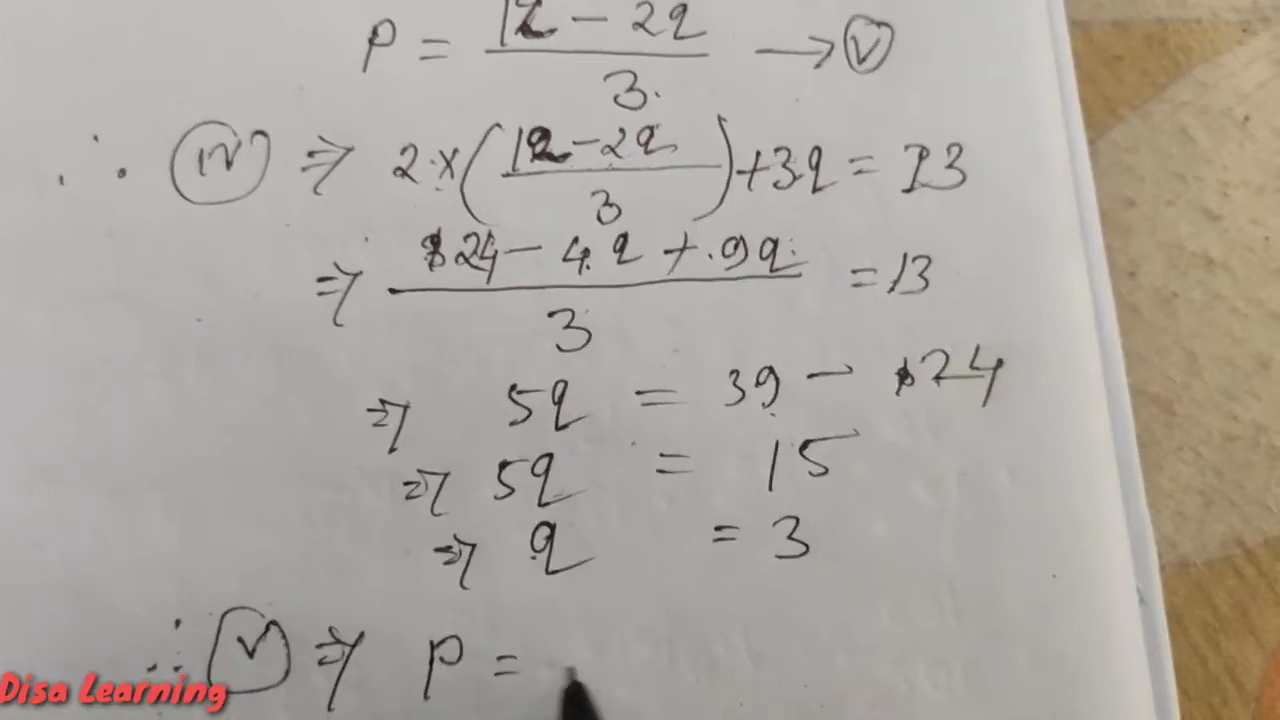 P = 12 - 2q / 3. → (V)
∴ (IV) ⇒ 2 × (12 - 2q / 3) + 3q = 13
⇒ 24 - 4q + 9q / 3 = 13
⇒ 5q = 39 - 24
⇒ 5q = 15
⇒ q = 3
∴ (V) ⇒ P =
Disa Learning